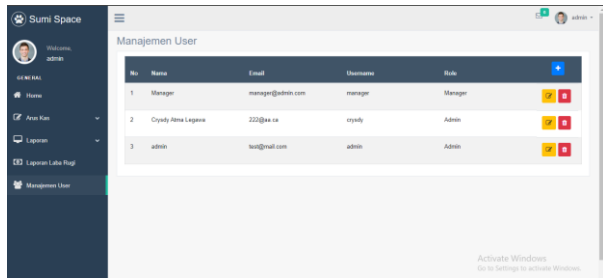 Sumi Space
admin
Welcome,
admin
GENERAL
Home
Arus Kas
Laporan
Laporan Laba Rugi
Manajemen User
Manajemen User
No Nama Email Username Role
1 Manager manager@admin.com manager Manager
2 Crysdy Alma Legawa 222@aa.ca crysdy Admin
3 admin test@mail.com admin Admin
Activate Windows
Go to Settings to activate Windows.